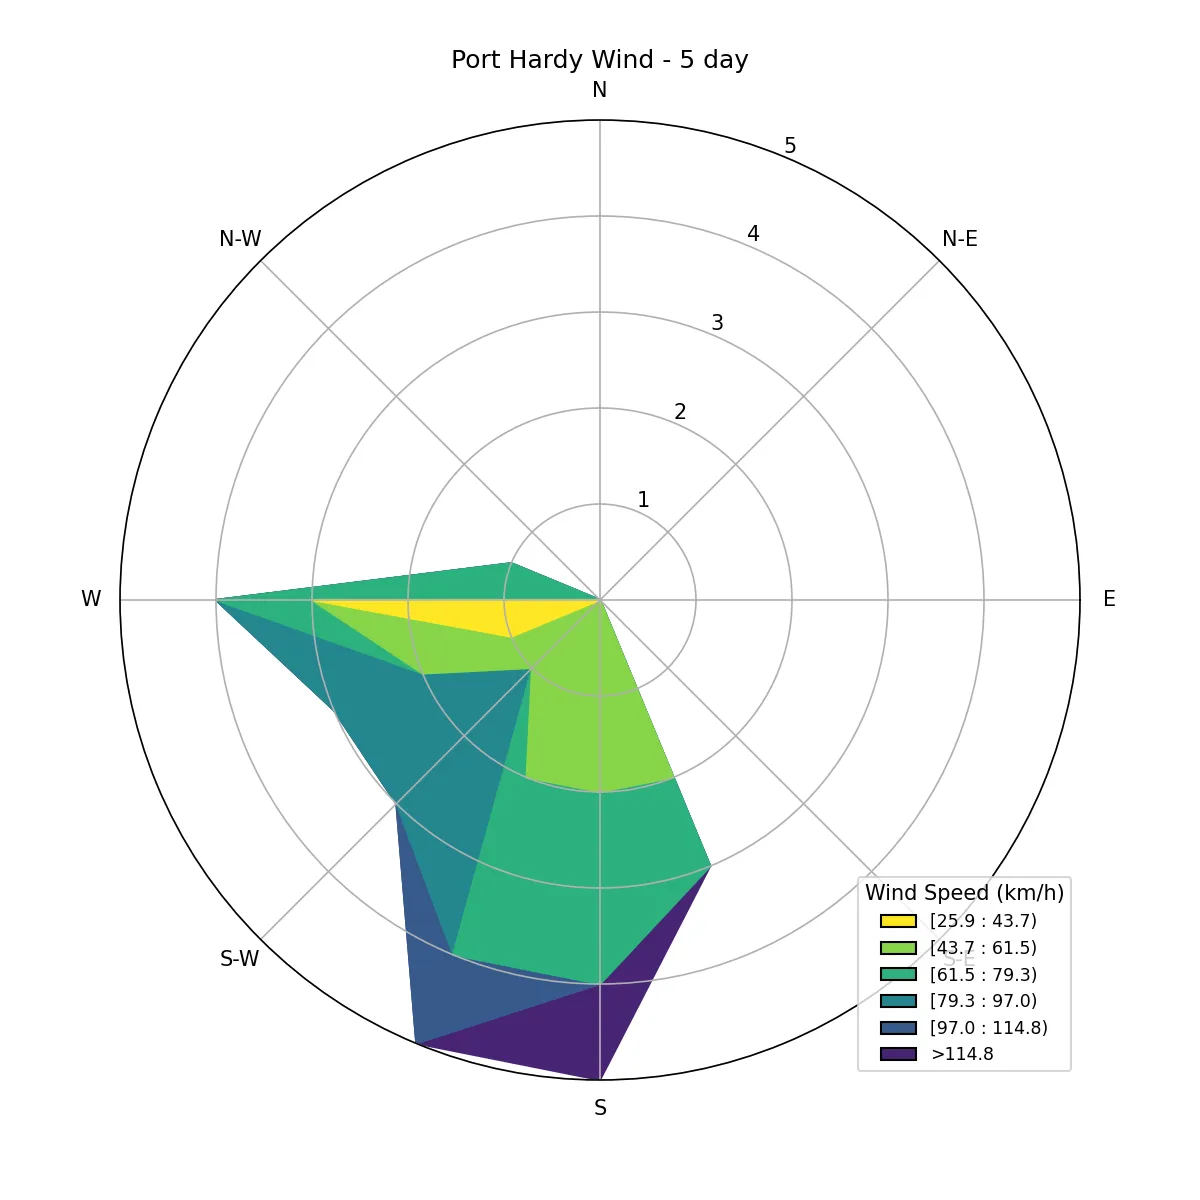 Port Hardy Wind - 5 day
N
5
N-W
N-E
4
3
2
1
W
E
Wind Speed (km/h)
[25.9 : 43.7)
[43.7 : 61.5)
S-W
S-E
[61.5 : 79.3)
[79.3 : 97.0)
[97.0 : 114.8)
>114.8
S